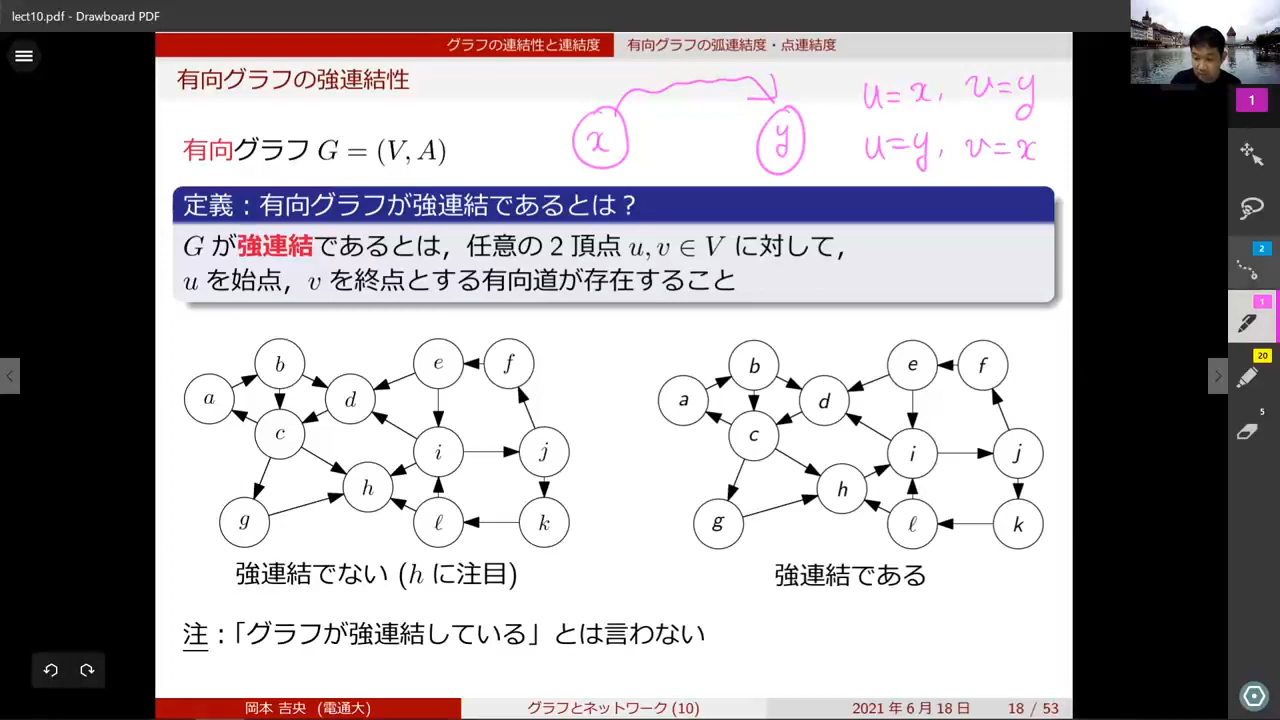 lect10.pdf - Drawboard PDF
グラフの連結性と連結度 有向グラフの弧連結度・点連結度
有向グラフの強連結性
x y
u=x, v=y
u=y, v=x
有向グラフ G = (V, A)
定義：有向グラフが強連結であるとは？
G が強連結であるとは，任意の 2 頂点 u, v ∈ V に対して，
u を始点，v を終点とする有向道が存在すること
b e f
a d
c i j
h
g ℓ k
強連結でない (h に注目)
b e f
a d
c i j
h
g ℓ k
強連結である
注：「グラフが強連結している」とは言わない
岡本 吉央 (電通大) グラフとネットワーク (10) 2021 年 6 月 18 日 18 / 53
1
2
1
20
5